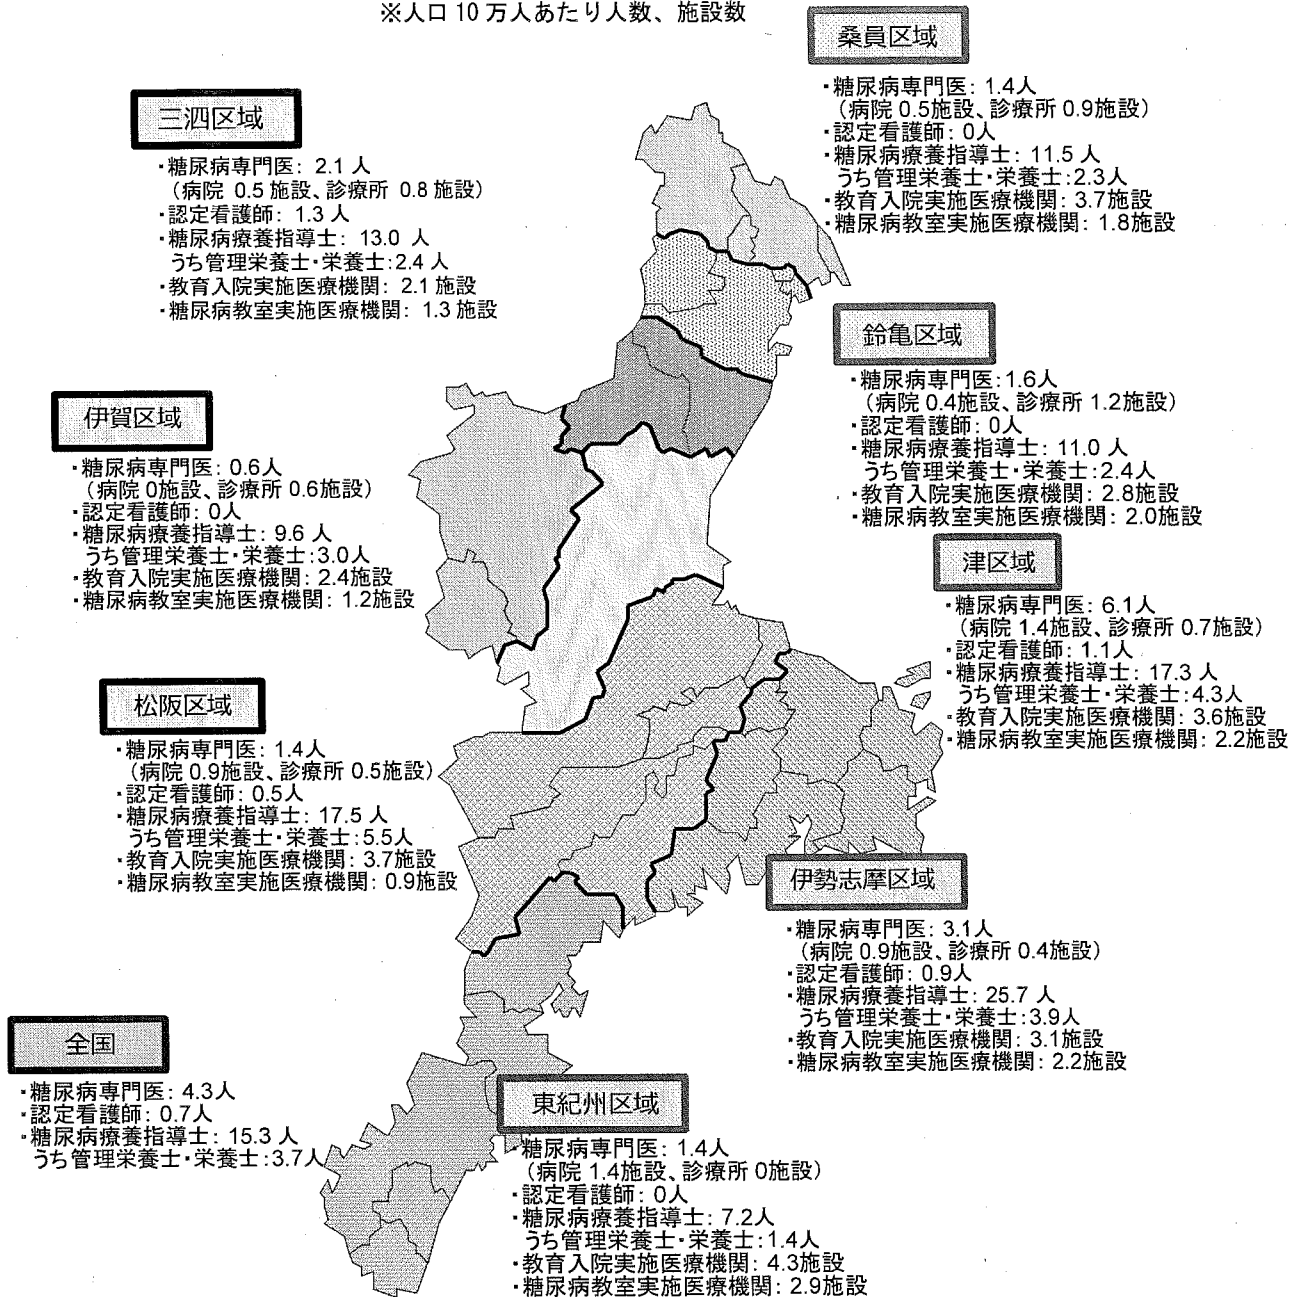 ※人口 10 万人あたり人数、施設数
桑員区域
・糖尿病専門医: 1.4人
（病院 0.5施設、診療所 0.9施設）
・認定看護師: 0人
・糖尿病療養指導士: 11.5 人
うち管理栄養士・栄養士:2.3人
・教育入院実施医療機関: 3.7施設
・糖尿病教室実施医療機関: 1.8施設
三泗区域
・糖尿病専門医: 2.1 人
（病院 0.5 施設、診療所 0.8 施設）
・認定看護師: 1.3 人
・糖尿病療養指導士: 13.0 人
うち管理栄養士・栄養士:2.4 人
・教育入院実施医療機関: 2.1 施設
・糖尿病教室実施医療機関: 1.3 施設
鈴亀区域
・糖尿病専門医:1.6人
（病院 0.4施設、診療所 1.2施設）
・認定看護師: 0人
・糖尿病療養指導士: 11.0 人
うち管理栄養士・栄養士:2.4人
・教育入院実施医療機関: 2.8施設
・糖尿病教室実施医療機関: 2.0施設
伊賀区域
・糖尿病専門医: 0.6人
（病院 0施設、診療所 0.6施設）
・認定看護師: 0人
・糖尿病療養指導士: 9.6 人
うち管理栄養士・栄養士:3.0人
・教育入院実施医療機関: 2.4施設
・糖尿病教室実施医療機関: 1.2施設
津区域
・糖尿病専門医: 6.1人
（病院 1.4施設、診療所 0.7施設）
・認定看護師: 1.1人
・糖尿病療養指導士: 17.3 人
うち管理栄養士・栄養士:4.3人
・教育入院実施医療機関: 3.6施設
・糖尿病教室実施医療機関: 2.2施設
松阪区域
・糖尿病専門医: 1.4人
（病院 0.9施設、診療所 0.5施設）
・認定看護師: 0.5人
・糖尿病療養指導士: 17.5 人
うち管理栄養士・栄養士:5.5人
・教育入院実施医療機関: 3.7施設
・糖尿病教室実施医療機関: 0.9施設
伊勢志摩区域
・糖尿病専門医: 3.1人
（病院 0.9施設、診療所 0.4施設）
・認定看護師: 0.9人
・糖尿病療養指導士: 25.7 人
うち管理栄養士・栄養士:3.9人
・教育入院実施医療機関: 3.1施設
・糖尿病教室実施医療機関: 2.2施設
全国
・糖尿病専門医: 4.3人
・認定看護師: 0.7人
・糖尿病療養指導士: 15.3 人
うち管理栄養士・栄養士:3.7人
東紀州区域
・糖尿病専門医: 1.4人
（病院 1.4施設、診療所 0施設）
・認定看護師: 0人
・糖尿病療養指導士: 7.2人
うち管理栄養士・栄養士:1.4人
・教育入院実施医療機関: 4.3施設
・糖尿病教室実施医療機関: 2.9施設